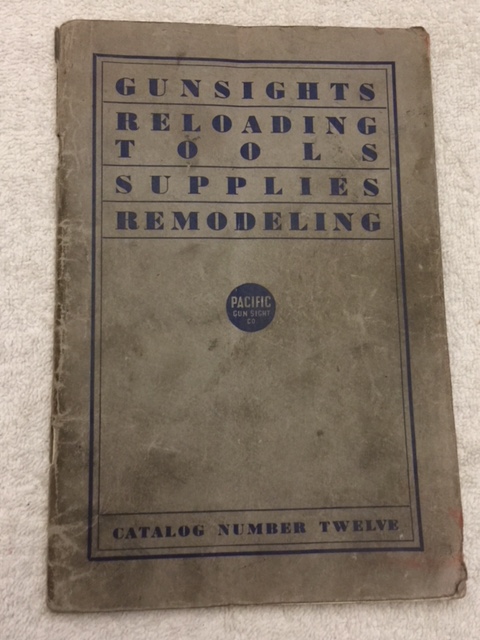 GUNSIGHTS
RELOADING
TOOLS
SUPPLIES
REMODELING
PACIFIC
GUN SIGHT
CO
CATALOG NUMBER TWELVE